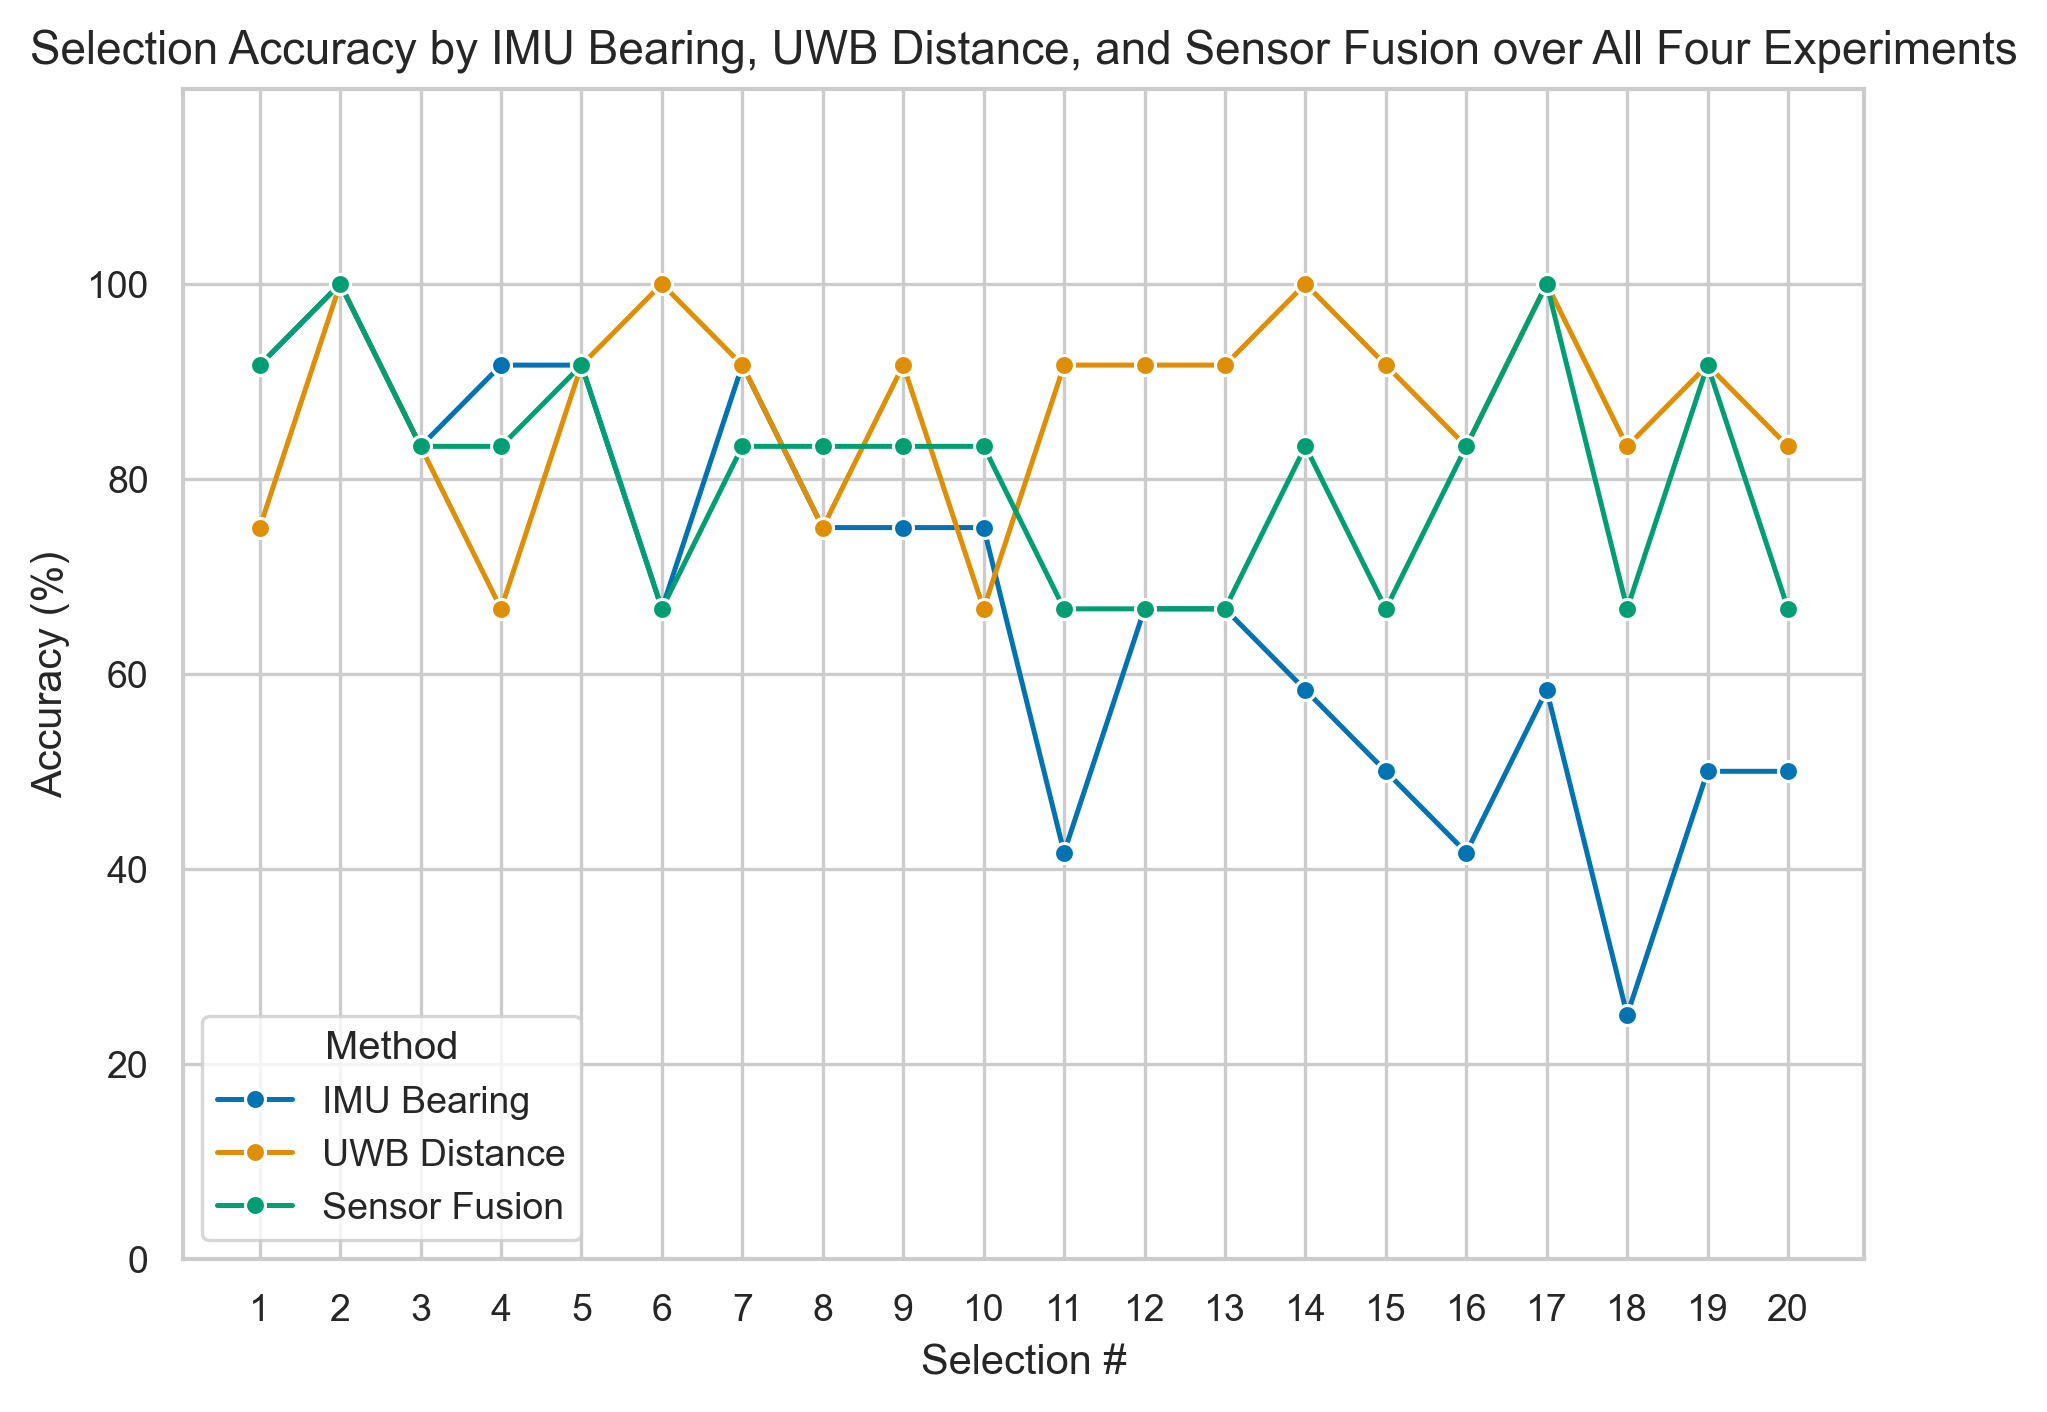 Selection Accuracy by IMU Bearing, UWB Distance, and Sensor Fusion over All Four Experiments
Accuracy (%)
100
80
60
40
20
0
Method
IMU Bearing
UWB Distance
Sensor Fusion
1 2 3 4 5 6 7 8 9 10 11 12 13 14 15 16 17 18 19 20
Selection #